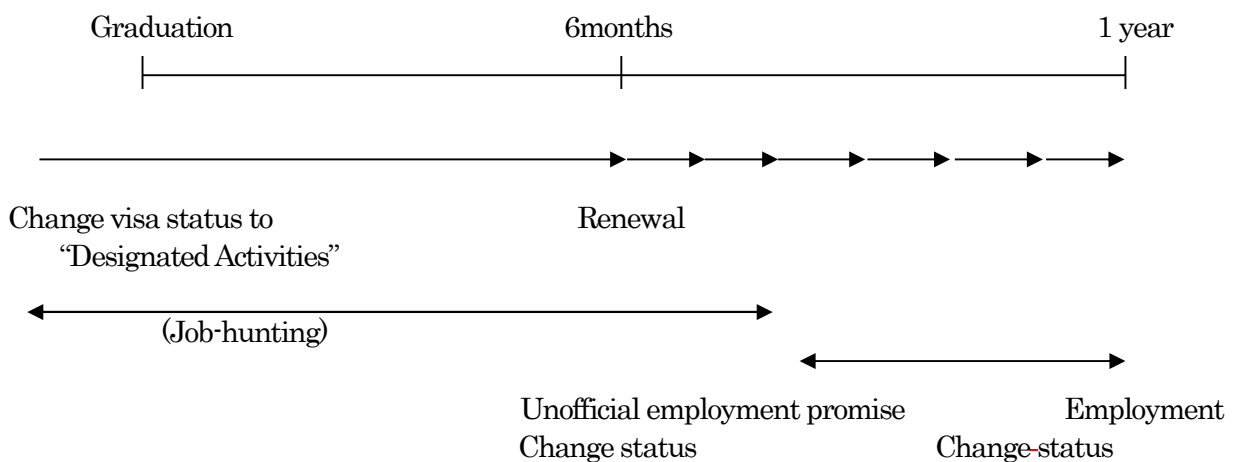 Graduation 6months 1 year
Change visa status to Renewal
“Designated Activities”
(Job-hunting)
Unofficial employment promise Employment
Change status Change-status